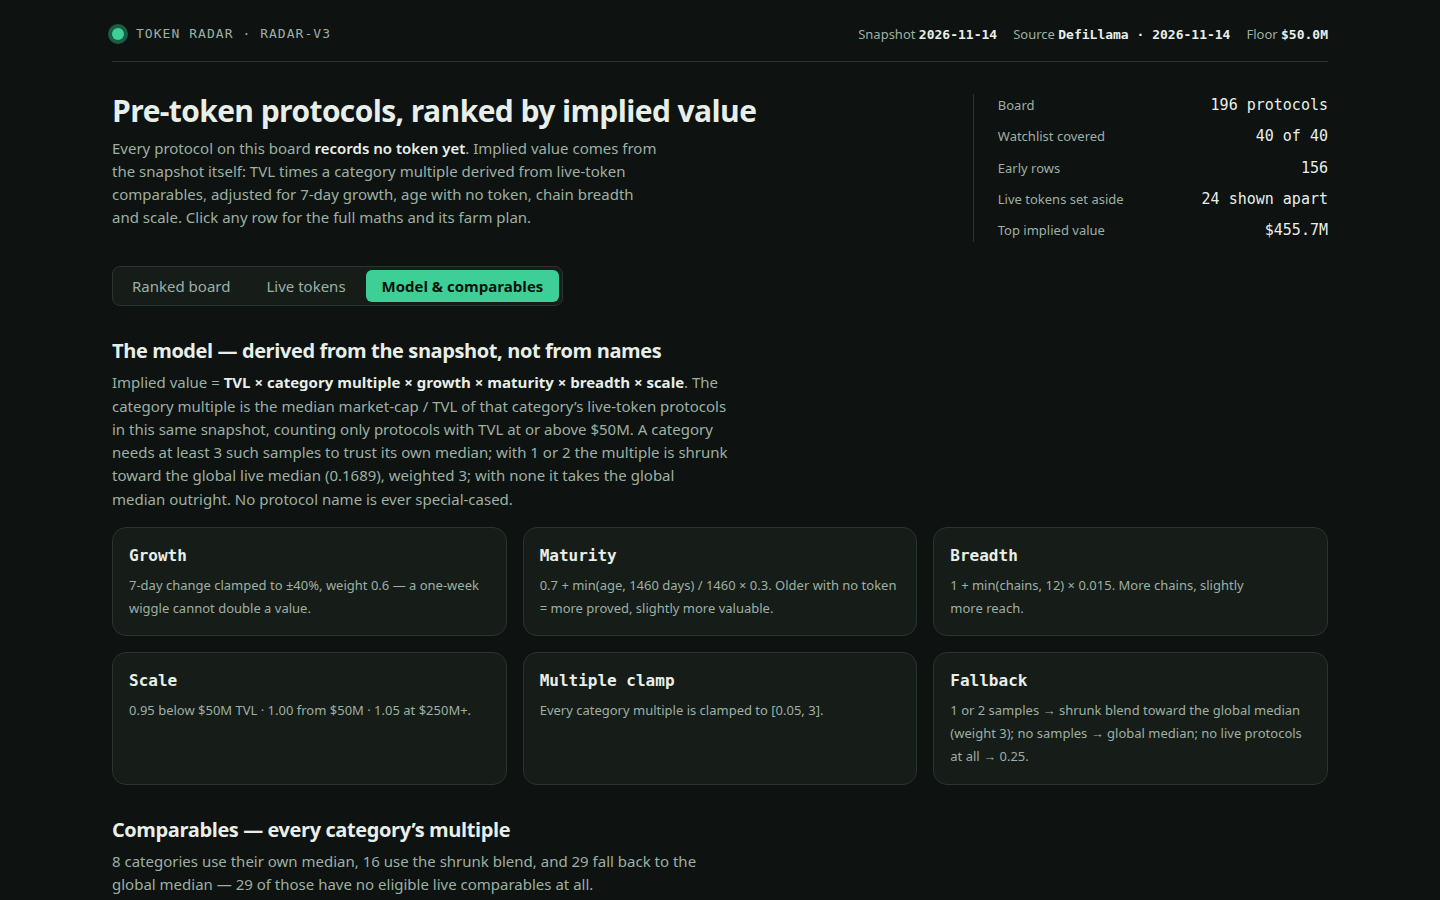 TOKEN RADAR · RADAR-V3
Snapshot 2026-11-14 Source DefiLlama · 2026-11-14 Floor $50.0M
Pre-token protocols, ranked by implied value
Every protocol on this board records no token yet. Implied value comes from
the snapshot itself: TVL times a category multiple derived from live-token
comparables, adjusted for 7-day growth, age with no token, chain breadth
and scale. Click any row for the full maths and its farm plan.
Board 196 protocols
Watchlist covered 40 of 40
Early rows 156
Live tokens set aside 24 shown apart
Top implied value $455.7M
Ranked board Live tokens Model & comparables
The model — derived from the snapshot, not from names
Implied value = TVL × category multiple × growth × maturity × breadth × scale. The
category multiple is the median market-cap / TVL of that category’s live-token protocols
in this same snapshot, counting only protocols with TVL at or above $50M. A category
needs at least 3 such samples to trust its own median; with 1 or 2 the multiple is shrunk
toward the global live median (0.1689), weighted 3; with none it takes the global
median outright. No protocol name is ever special-cased.
Growth
7-day change clamped to ±40%, weight 0.6 — a one-week
wiggle cannot double a value.
Maturity
0.7 + min(age, 1460 days) / 1460 × 0.3. Older with no token
= more proved, slightly more valuable.
Breadth
1 + min(chains, 12) × 0.015. More chains, slightly
more reach.
Scale
0.95 below $50M TVL · 1.00 from $50M · 1.05 at $250M+.
Multiple clamp
Every category multiple is clamped to [0.05, 3].
Fallback
1 or 2 samples → shrunk blend toward the global median
(weight 3); no samples → global median; no live protocols
at all → 0.25.
Comparables — every category’s multiple
8 categories use their own median, 16 use the shrunk blend, and 29 fall back to the
global median — 29 of those have no eligible live comparables at all.